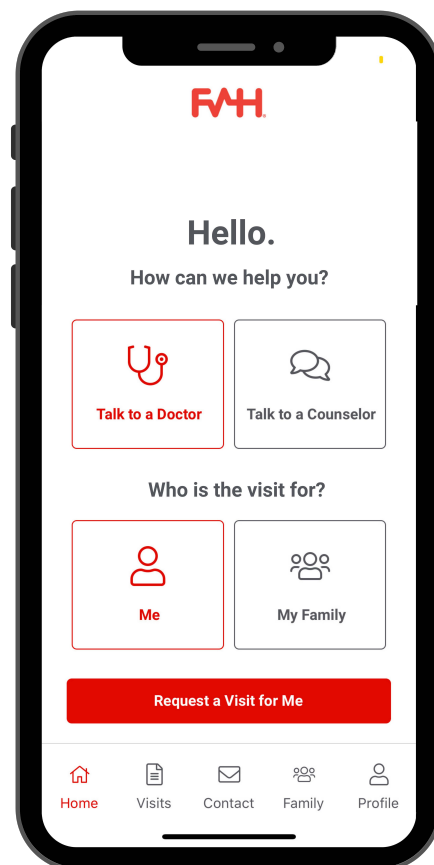 FAH
Hello.
How can we help you?
Talk to a Doctor
Talk to a Counselor
Who is the visit for?
Me
My Family
Request a Visit for Me
Home
Visits
Contact
Family
Profile